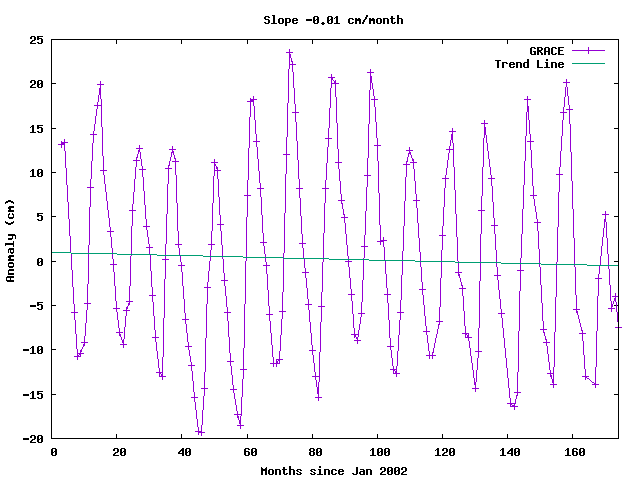 Slope -0.01 cm/month
GRACE
Trend Line
25
20
15
10
5
0
-5
-10
-15
-20
Anomaly (cm)
0 20 40 60 80 100 120 140 160
Months since Jan 2002